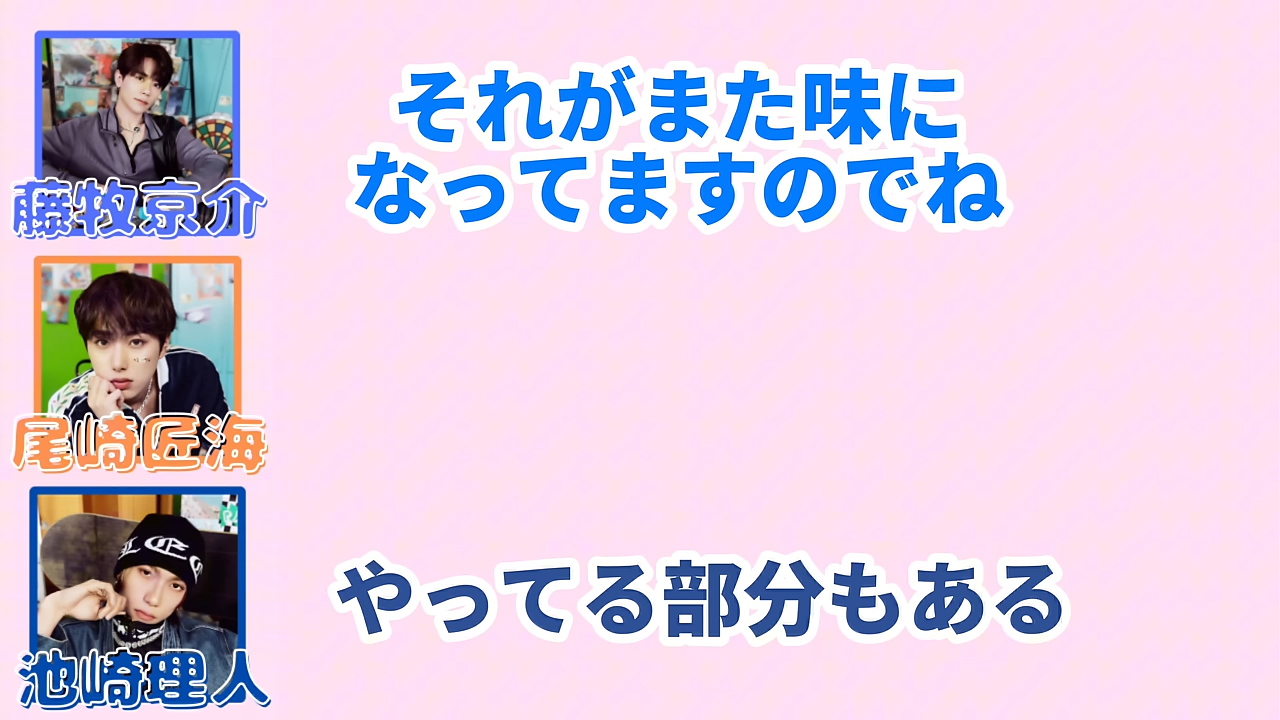 藤牧京介
それがまた味に
なってますのでね
尾崎匠海
池崎理人
やってる部分もある